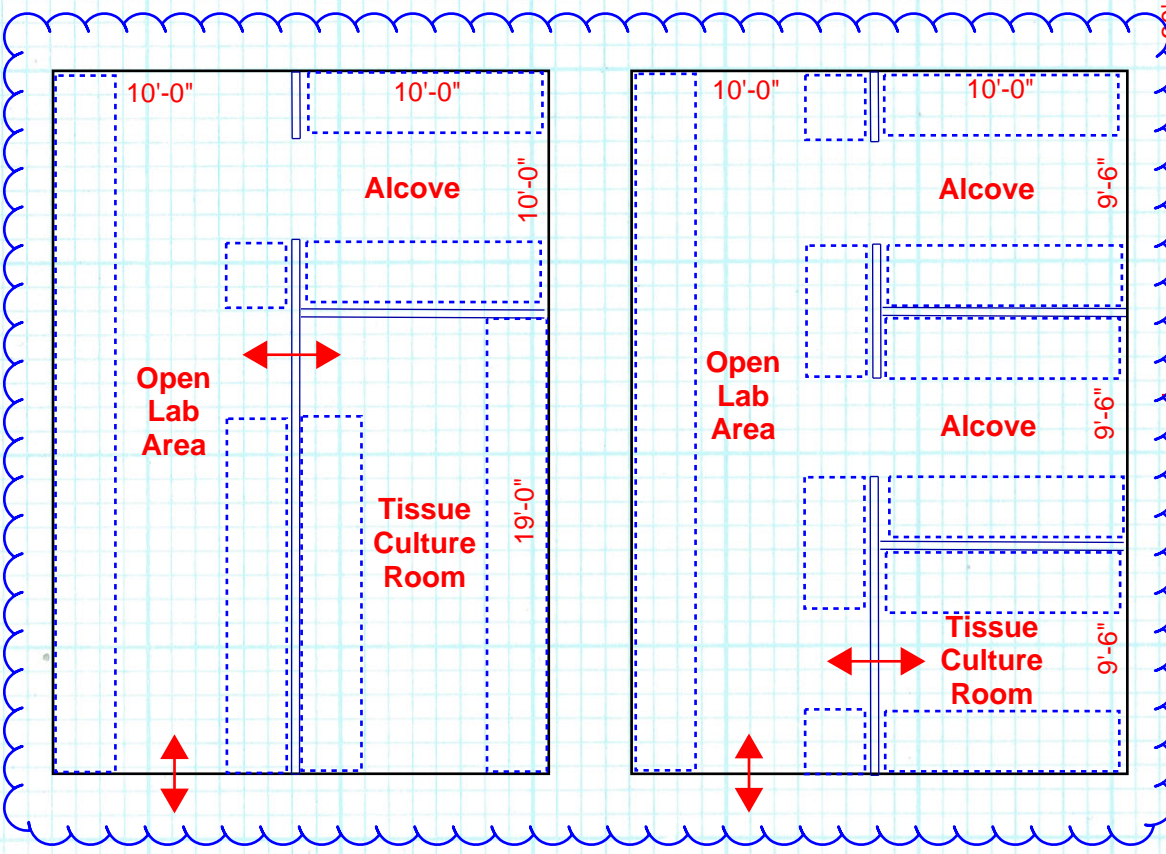 10'-0"
10'-0"
Alcove
10'-0"
Open
Lab
Area
Tissue
Culture
Room
19'-0"
10'-0"
10'-0"
Alcove
9'-6"
Open
Lab
Area
Alcove
9'-6"
Tissue
Culture
Room
9'-6"